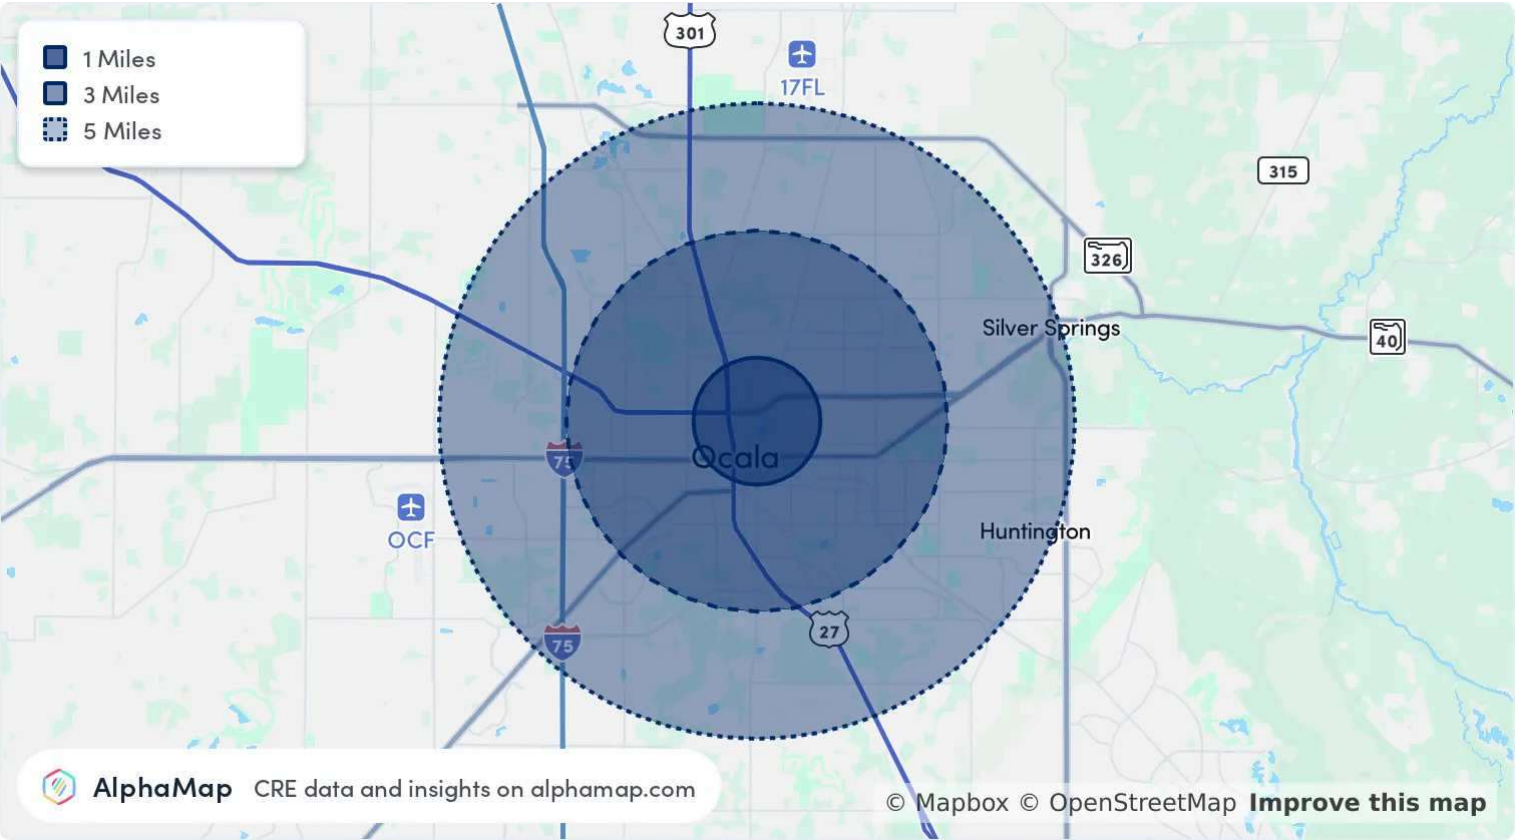 301
1 Miles
3 Miles
5 Miles
17FL
315
326
Silver Springs
40
Ocala
75
OCF
Huntington
27
75
AlphaMap CRE data and insights on alphamap.com
© Mapbox © OpenStreetMap Improve this map